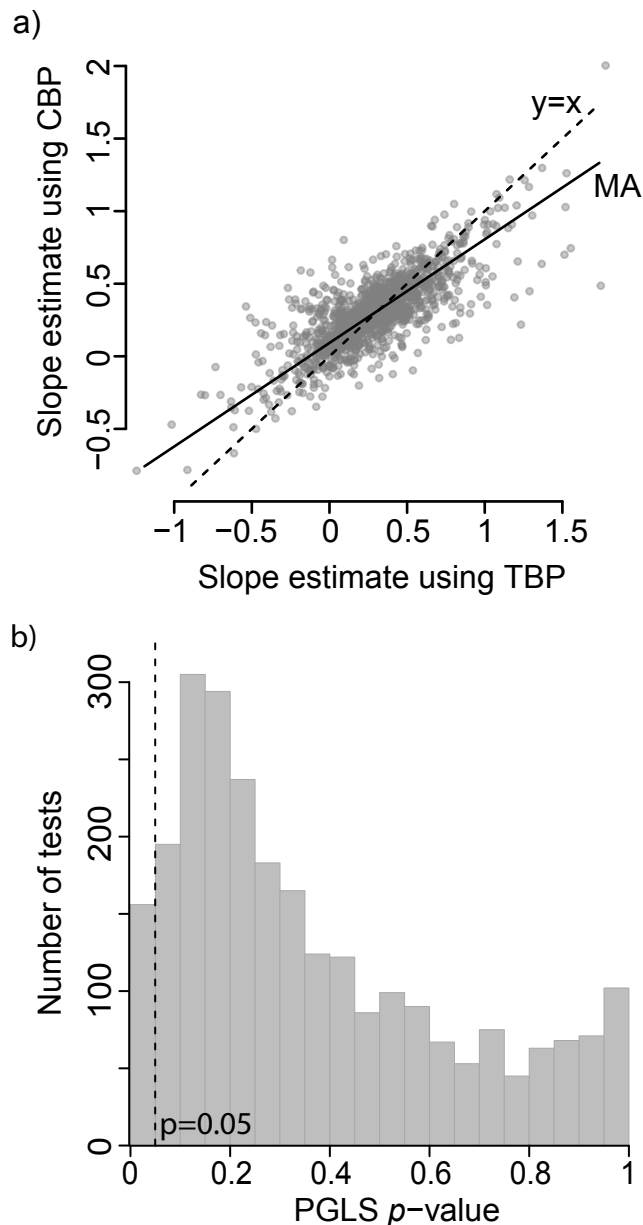 a)
Slope estimate using CBP
2
1.5
1
0.5
0
−0.5
y=x
MA
−1 −0.5 0 0.5 1 1.5
Slope estimate using TBP
b)
Number of tests
300
200
100
0
p=0.05
0 0.2 0.4 0.6 0.8 1
PGLS p−value